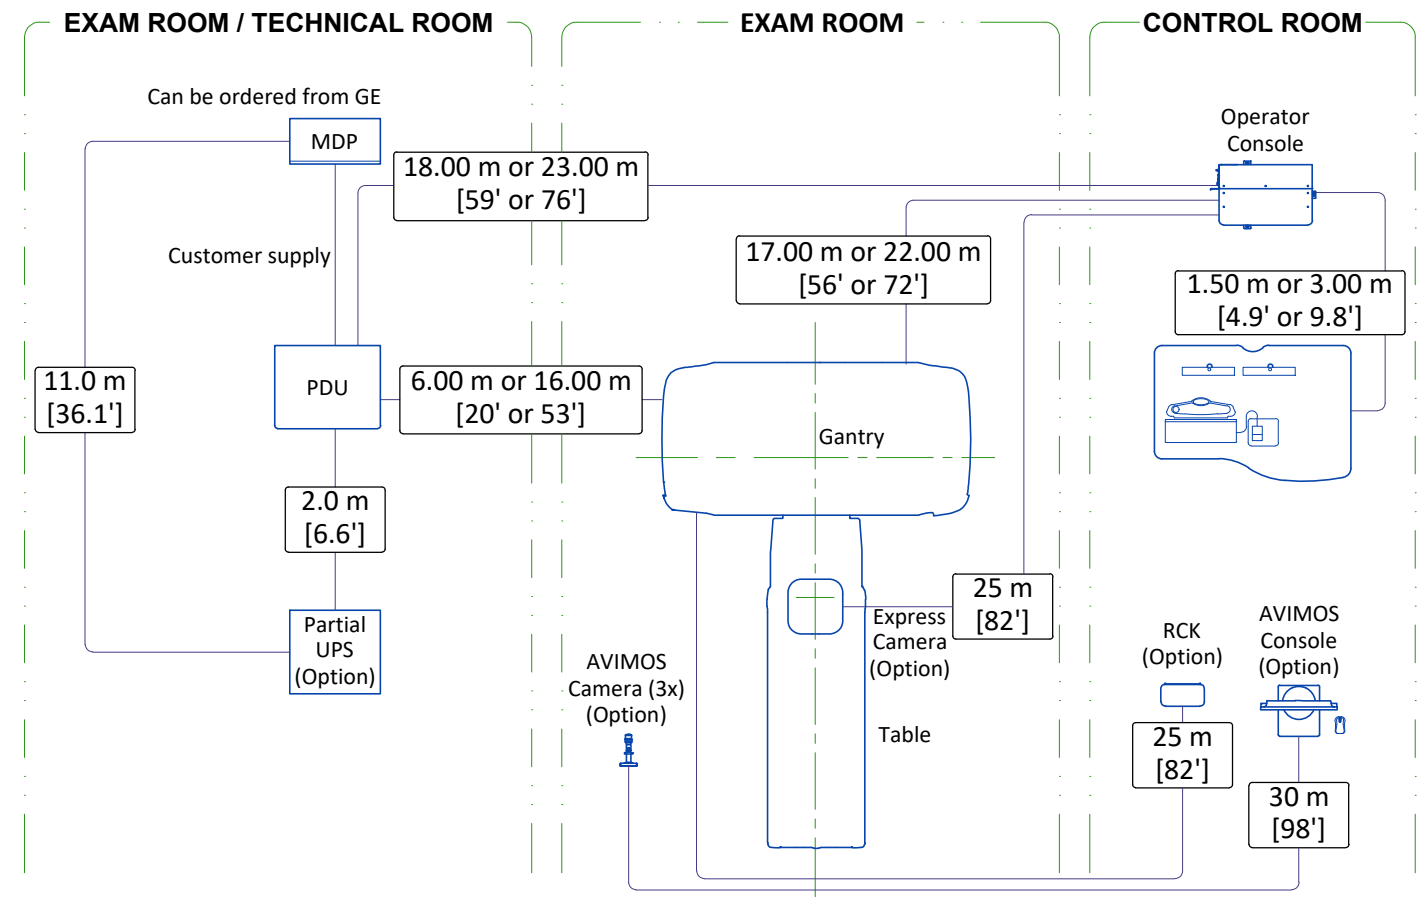 EXAM ROOM / TECHNICAL ROOM
EXAM ROOM
CONTROL ROOM
Can be ordered from GE
MDP
18.00 m or 23.00 m
[59' or 76']
Operator
Console
Customer supply
17.00 m or 22.00 m
[56' or 72']
1.50 m or 3.00 m
[4.9' or 9.8']
11.0 m
[36.1']
PDU
6.00 m or 16.00 m
[20' or 53']
Gantry
2.0 m
[6.6']
25 m
[82']
Express
Camera
(Option)
Partial
UPS
(Option)
AVIMOS
Camera (3x)
(Option)
RCK
(Option)
AVIMOS
Console
(Option)
Table
25 m
[82']
30 m
[98']